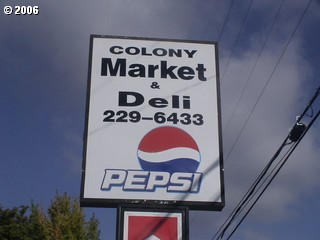 © 2006
COLONY
Market
&
Deli
229-6433
PEPSI